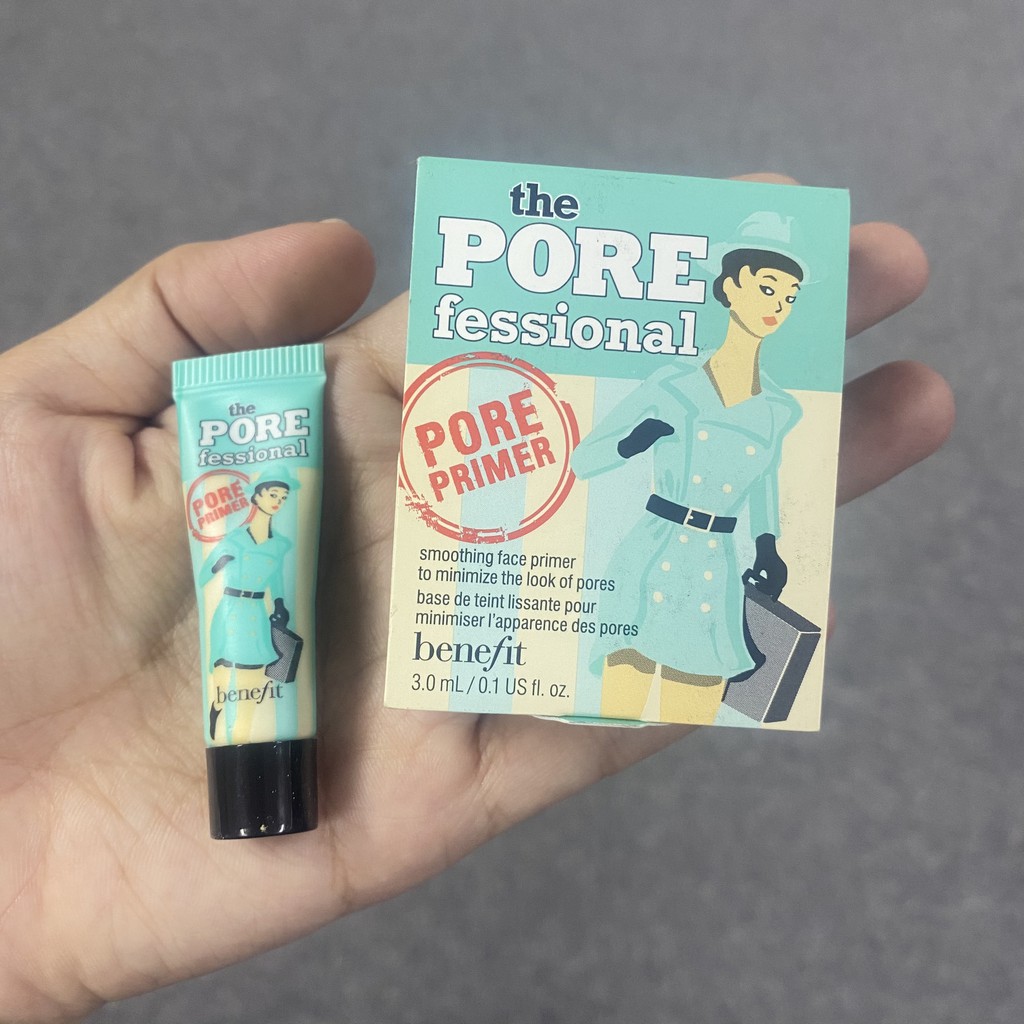 the
PORE
fessional
PORE
PRIMER
benefit
the
PORE
fessional
PORE
PRIMER
smoothing face primer
to minimize the look of pores
base de teint lissante pour
minimiser l'apparence des pores
benefit
3.0 mL / 0.1 US fl. oz.